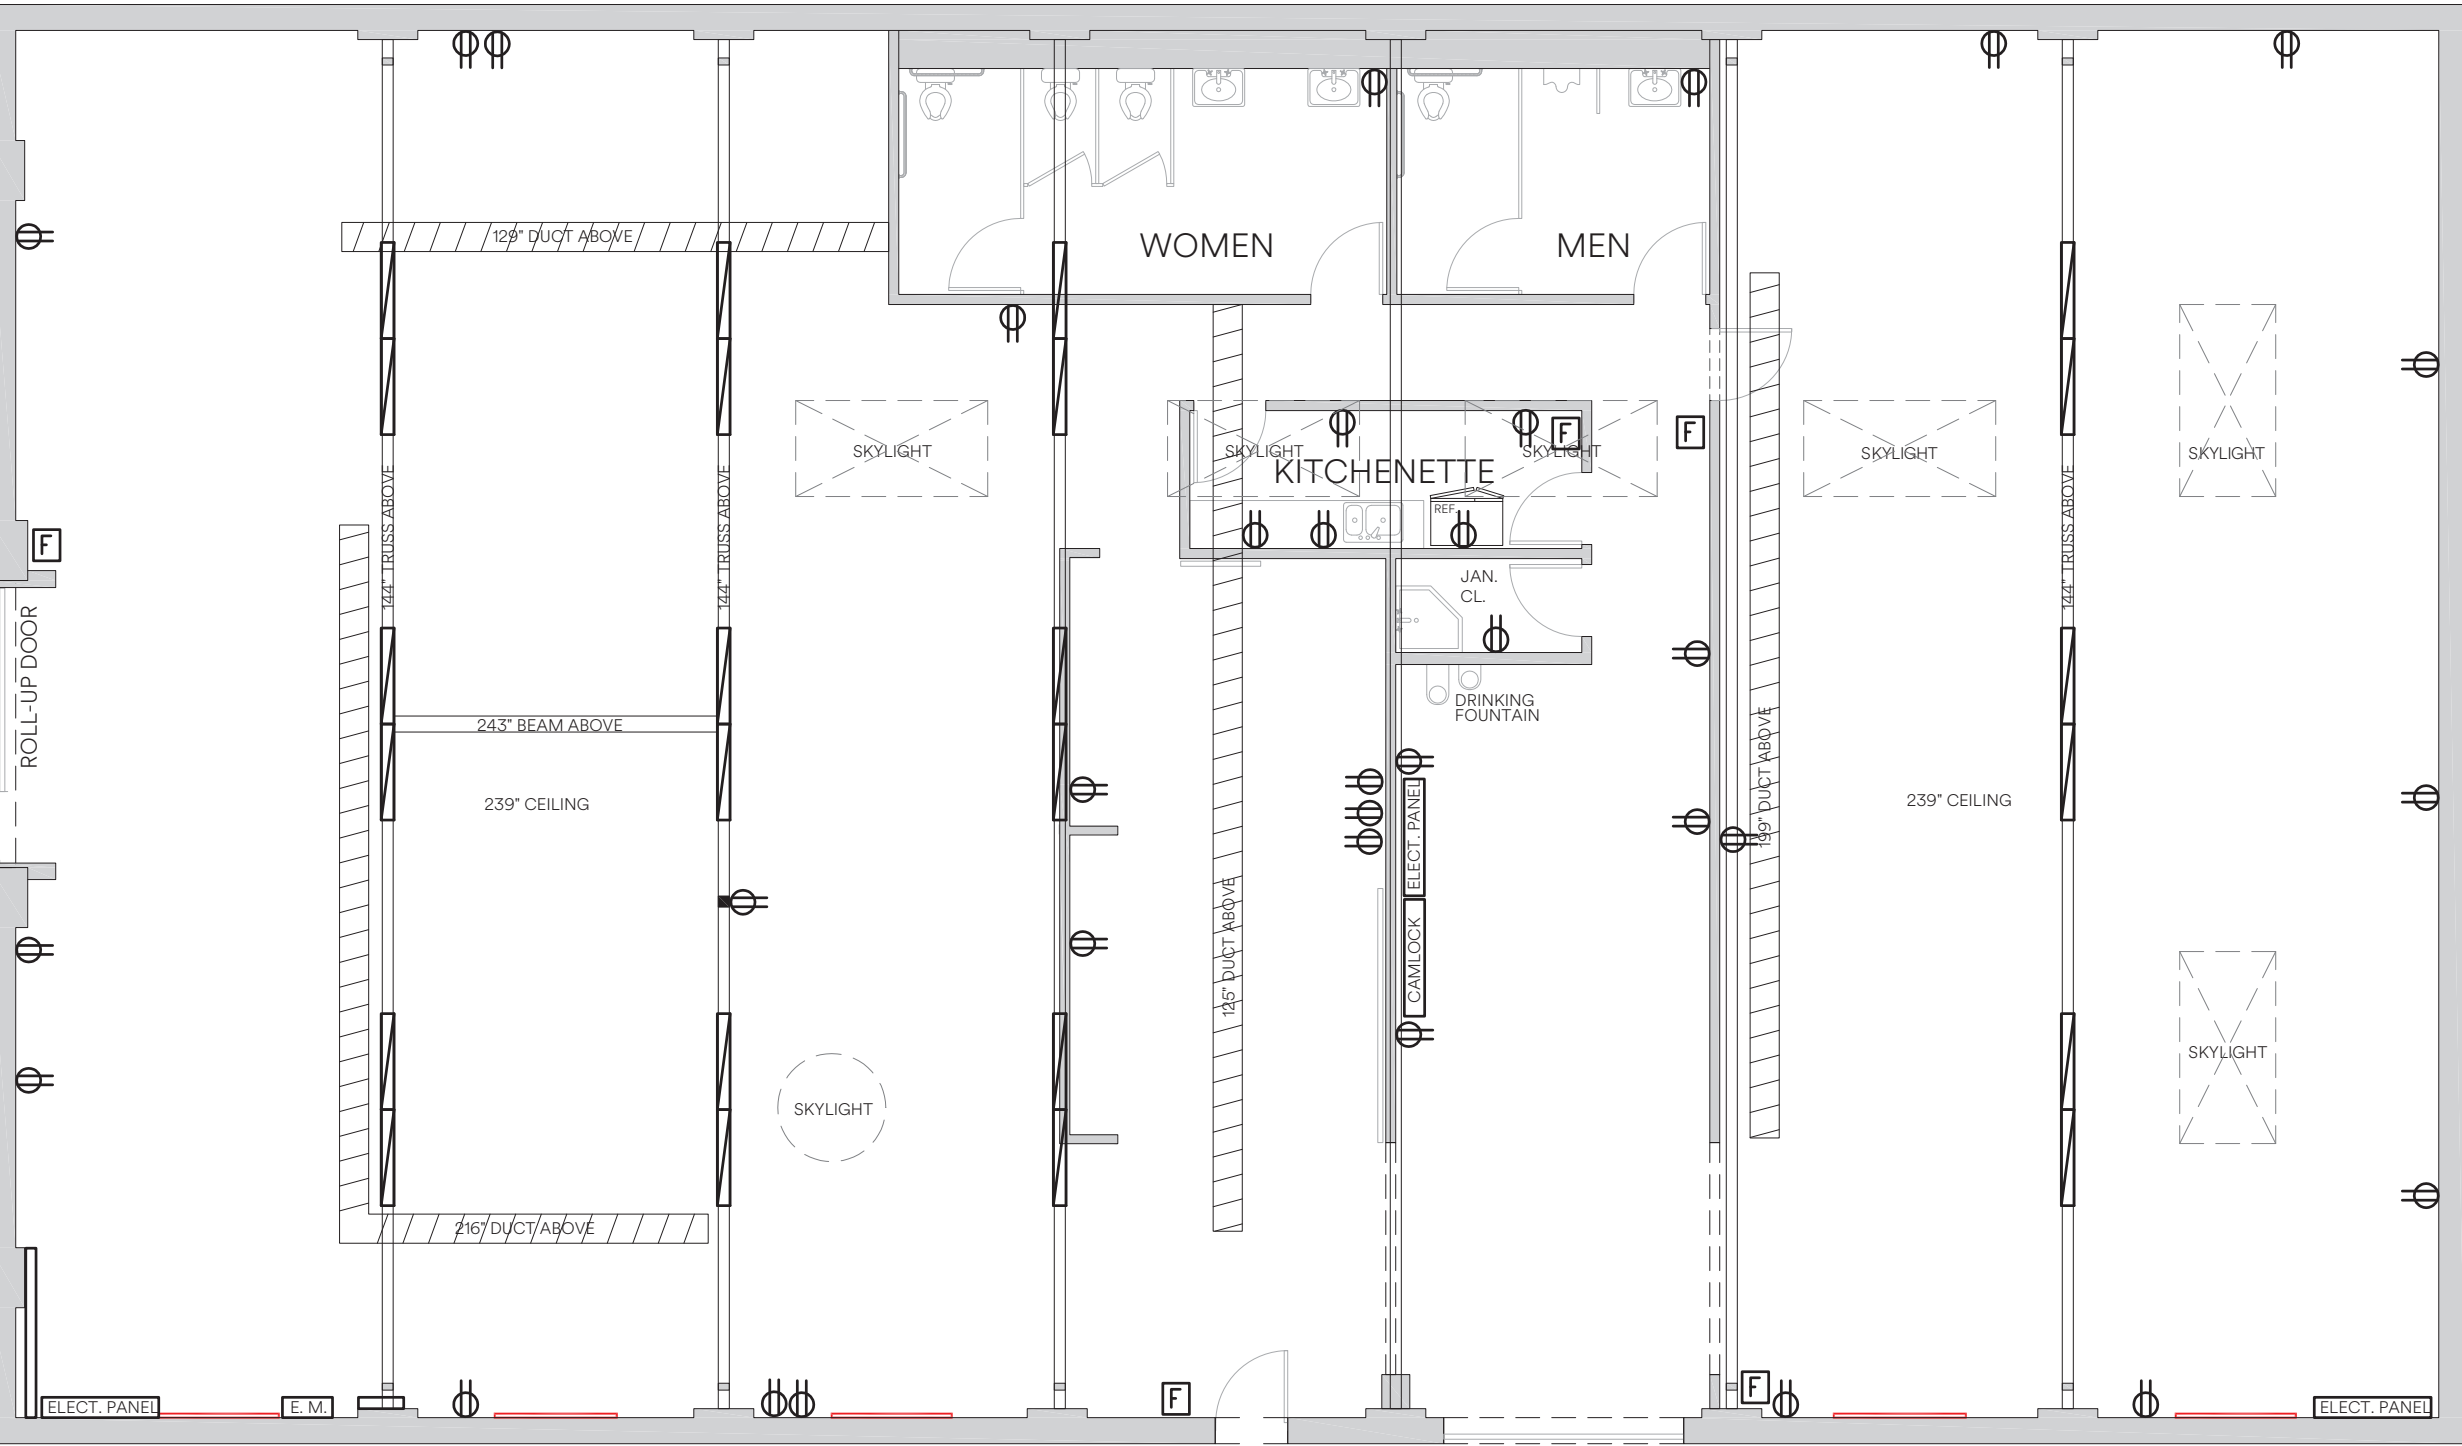 129" DUCT ABOVE
WOMEN
MEN
SKYLIGHT
SKYLIGHT
SKYLIGHT
SKYLIGHT
SKYLIGHT
F
F
KITCHENETTE
REF.
144" TRUSS ABOVE
144" TRUSS ABOVE
144" TRUSS ABOVE
F
JAN.
CL.
ROLL-UP DOOR
DRINKING
FOUNTAIN
243" BEAM ABOVE
239" CEILING
239" CEILING
199" DUCT ABOVE
ELECT. PANEL
CAMLOCK
125" DUCT ABOVE
SKYLIGHT
SKYLIGHT
216" DUCT ABOVE
F
F
ELECT. PANEL
E. M.
ELECT. PANEL